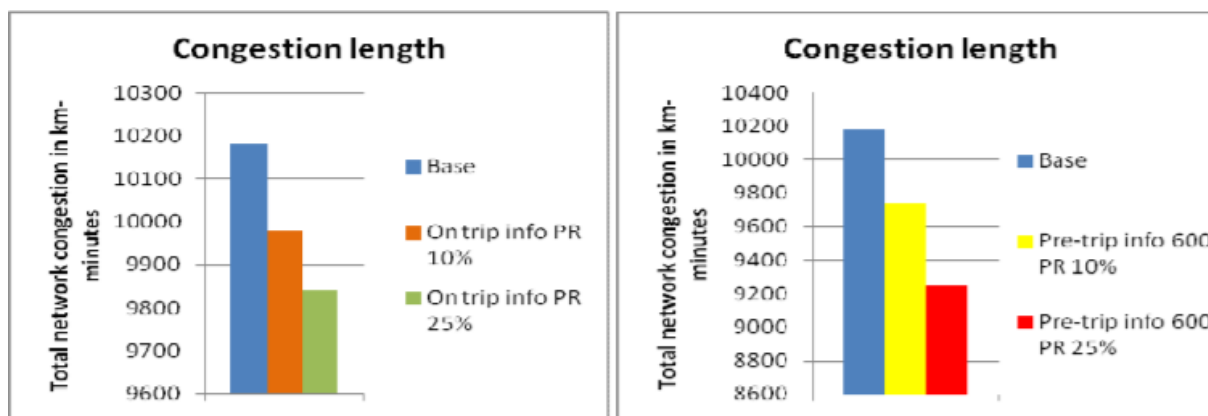 Congestion length
Total network congestion in km-
minutes
10300
10200
10100
10000
9900
9800
9700
9600
Base
On trip info PR
10%
On trip info PR
25%
Congestion length
Total network congestion in km-
minutes
10400
10200
10000
9800
9600
9400
9200
9000
8800
8600
Base
Pre-trip info 600
PR 10%
Pre-trip info 600
PR 25%